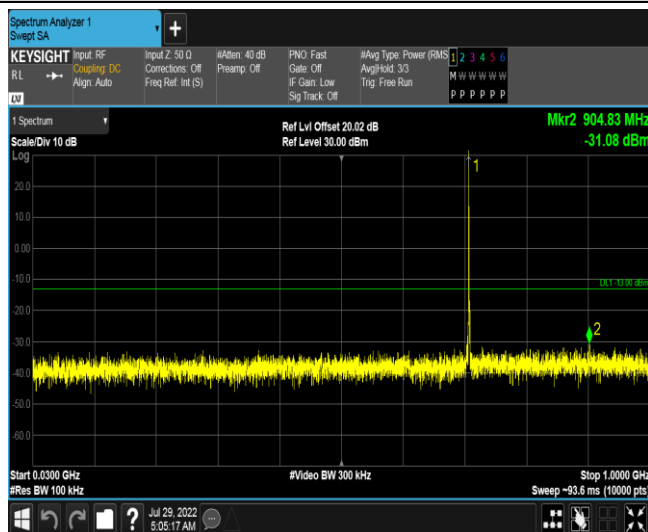 Spectrum Analyzer 1
Swept SA
+
KEYSIGHT Input: RF Input Z: 50 Ω #Atten: 40 dB PNO: Fast #Avg Type: Power (RMS 1 2 3 4 5 6
RL Coupling: DC Corrections: Off Preamp: Off Gate: Off Avg|Hold: 3/3 M W W W W W
Align: Auto Freq Ref: Int (S) IF Gain: Low Trig: Free Run
Sig Track: Off P P P P P P
LXI
1 Spectrum Ref Lvl Offset 20.02 dB Mkr2 904.83 MHz
Scale/Div 10 dB Ref Level 30.00 dBm -31.08 dBm
Log
1
20.0
10.0
0.00
-10.0
DL1 -13.00 dBm
-20.0
2
-30.0
-40.0
-50.0
-60.0
Start 0.0300 GHz #Video BW 300 kHz Stop 1.0000 GHz
#Res BW 100 kHz Sweep ~93.6 ms (10000 pts)
? Jul 29, 2022
5:05:17 AM